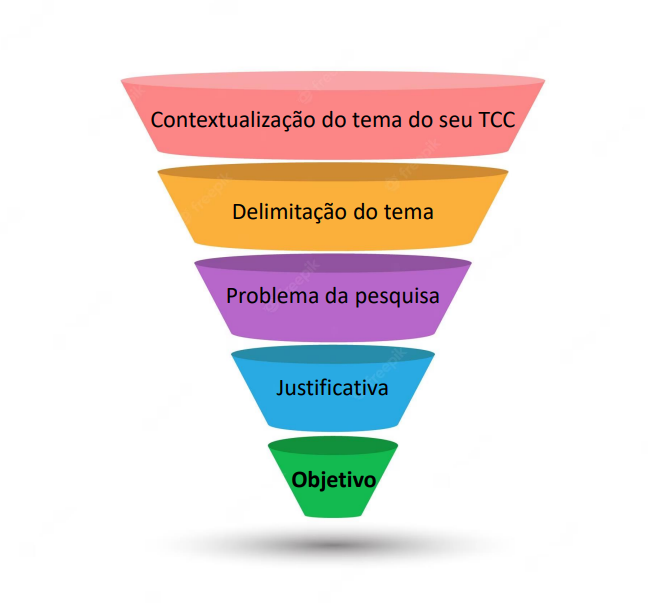 Contextualização do tema do seu TCC
Delimitação do tema
Problema da pesquisa
Justificativa
Objetivo